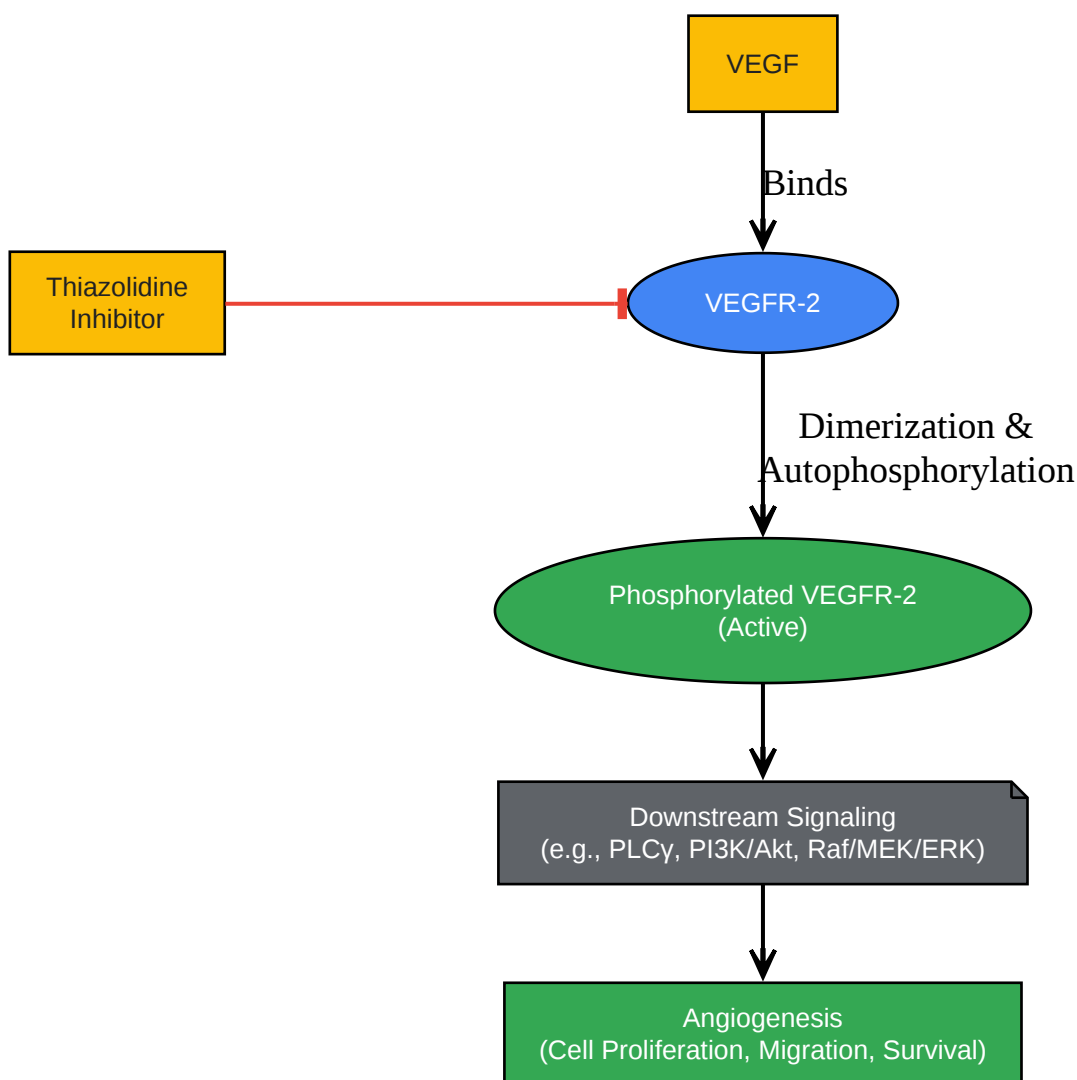 VEGF
Binds
Thiazolidine
Inhibitor
VEGFR-2
Dimerization &
Autophosphorylation
Phosphorylated VEGFR-2
(Active)
Downstream Signaling
(e.g., PLCγ, PI3K/Akt, Raf/MEK/ERK)
Angiogenesis
(Cell Proliferation, Migration, Survival)